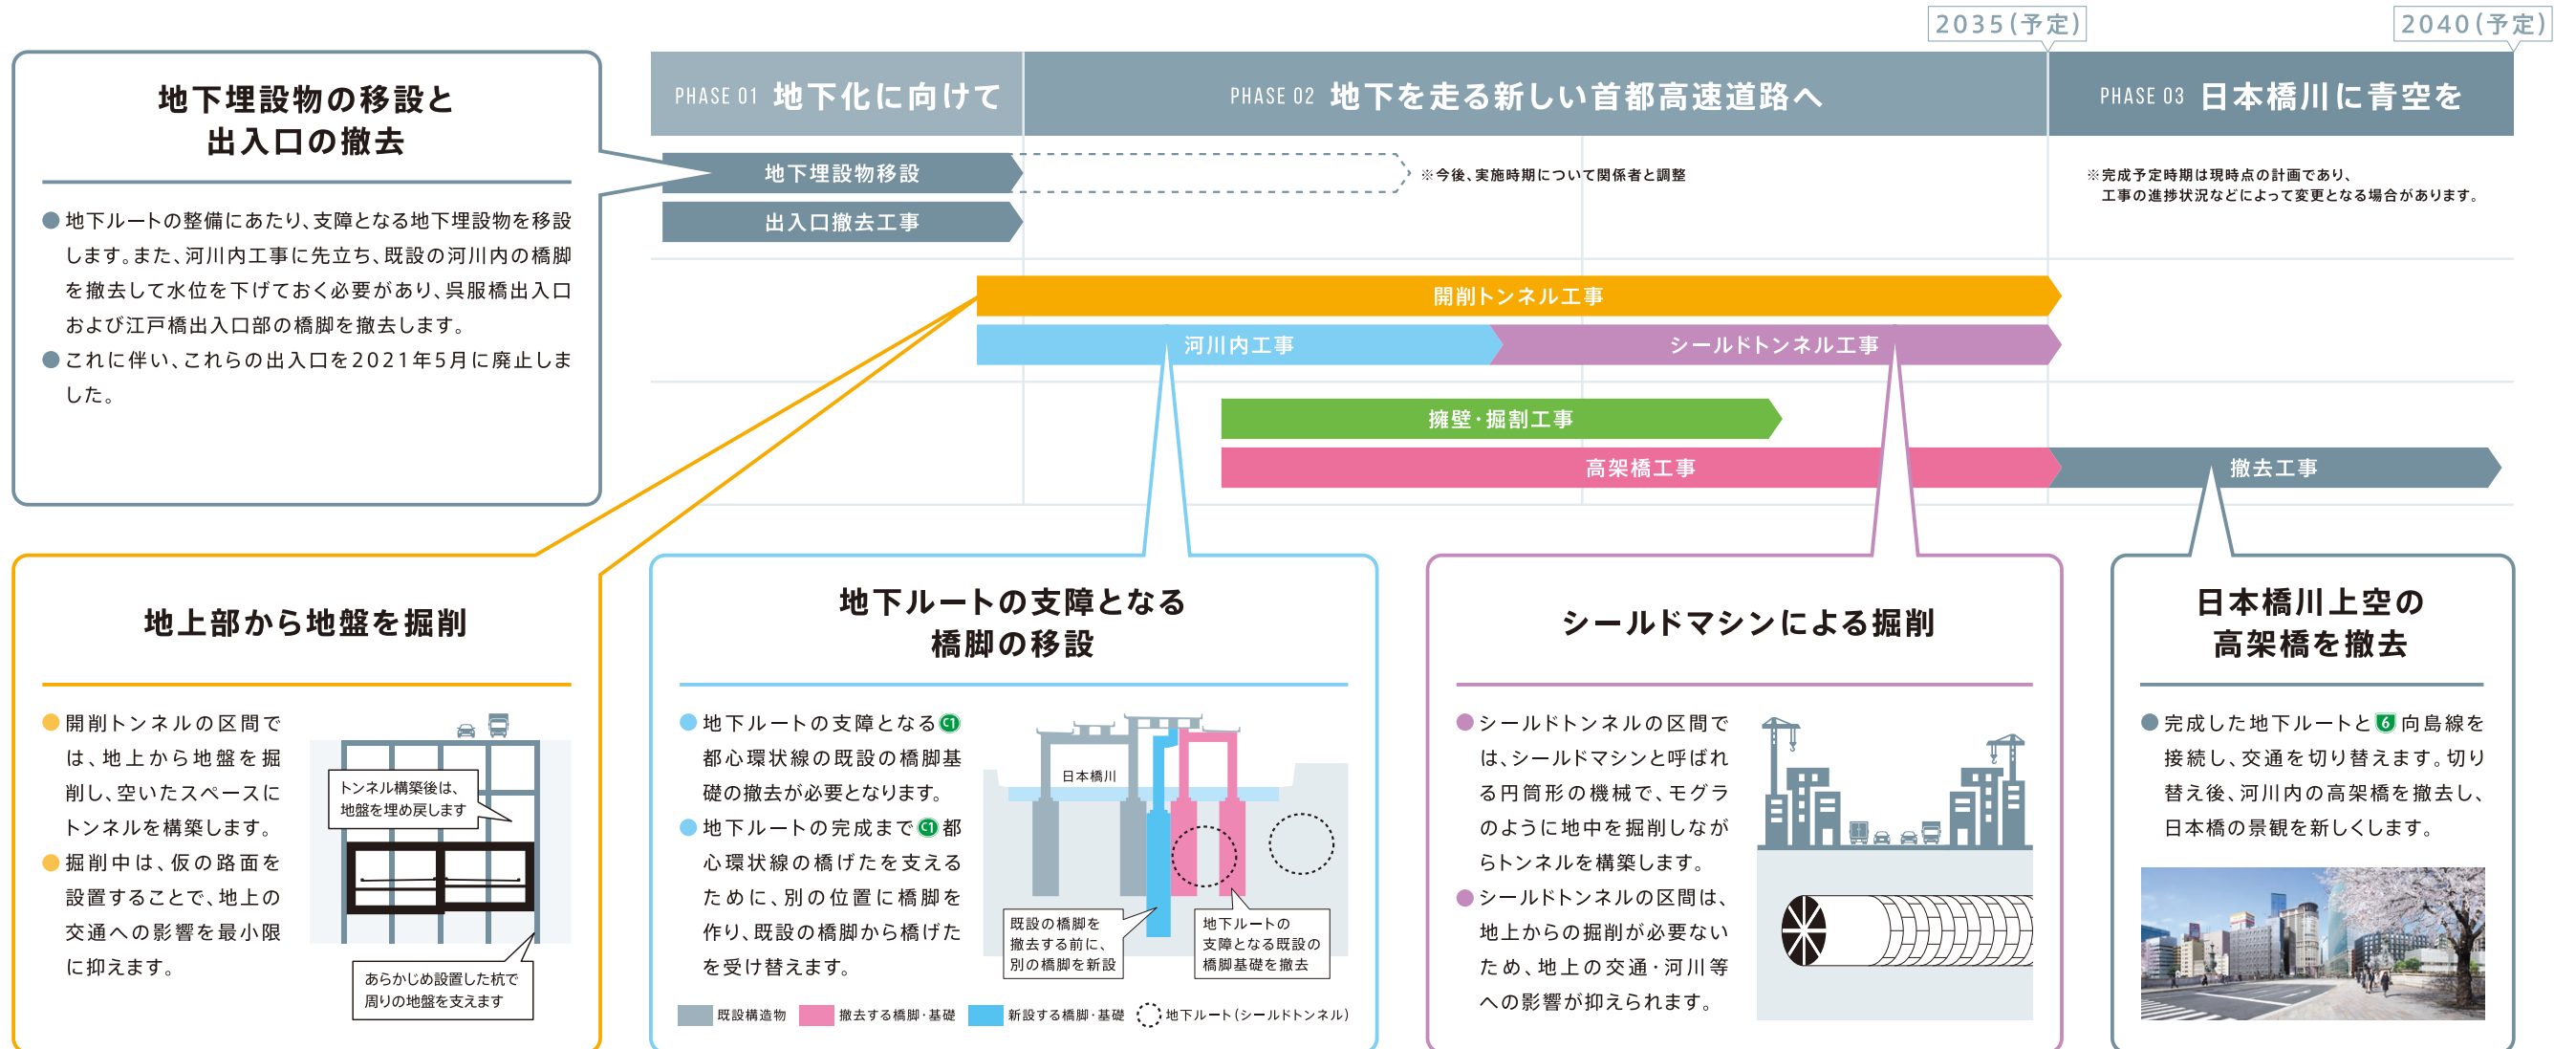 2035(予定)
2040(予定)
PHASE 01 地下化に向けて
PHASE 02 地下を走る新しい首都高速道路へ
PHASE 03 日本橋川に青空を
地下埋設物の移設と
出入口の撤去
●地下ルートの整備にあたり、支障となる地下埋設物を移設
します。また、河川内工事に先立ち、既設の河川内の橋脚
を撤去して水位を下げておく必要があり、呉服橋出入口
および江戸橋出入口部の橋脚を撤去します。
●これに伴い、これらの出入口を2021年5月に廃止しま
した。
地下埋設物移設
※今後、実施時期について関係者と調整
※完成予定時期は現時点の計画であり、
工事の進捗状況などによって変更となる場合があります。
出入口撤去工事
開削トンネル工事
河川内工事
シールドトンネル工事
擁壁・掘割工事
高架橋工事
撤去工事
地上部から地盤を掘削
●開削トンネルの区間で
は、地上から地盤を掘
削し、空いたスペースに
トンネルを構築します。
●掘削中は、仮の路面を
設置することで、地上の
交通への影響を最小限
に抑えます。
トンネル構築後は、
地盤を埋め戻します
あらかじめ設置した杭で
周りの地盤を支えます
地下ルートの支障となる
橋脚の移設
●地下ルートの支障となるC1
都心環状線の既設の橋脚基
礎の撤去が必要となります。
●地下ルートの完成までC1都
心環状線の橋げたを支える
ために、別の位置に橋脚を
作り、既設の橋脚から橋げた
を受け替えます。
日本橋川
既設の橋脚を
撤去する前に、
別の橋脚を新設
地下ルートの
支障となる既設の
橋脚基礎を撤去
既設構造物
撤去する橋脚・基礎
新設する橋脚・基礎
地下ルート(シールドトンネル)
シールドマシンによる掘削
●シールドトンネルの区間で
は、シールドマシンと呼ばれ
る円筒形の機械で、モグラ
のように地中を掘削しなが
らトンネルを構築します。
●シールドトンネルの区間は、
地上からの掘削が必要ない
ため、地上の交通・河川等
への影響が抑えられます。
日本橋川上空の
高架橋を撤去
●完成した地下ルートと6向島線を
接続し、交通を切り替えます。切り
替え後、河川内の高架橋を撤去し、
日本橋の景観を新しくします。